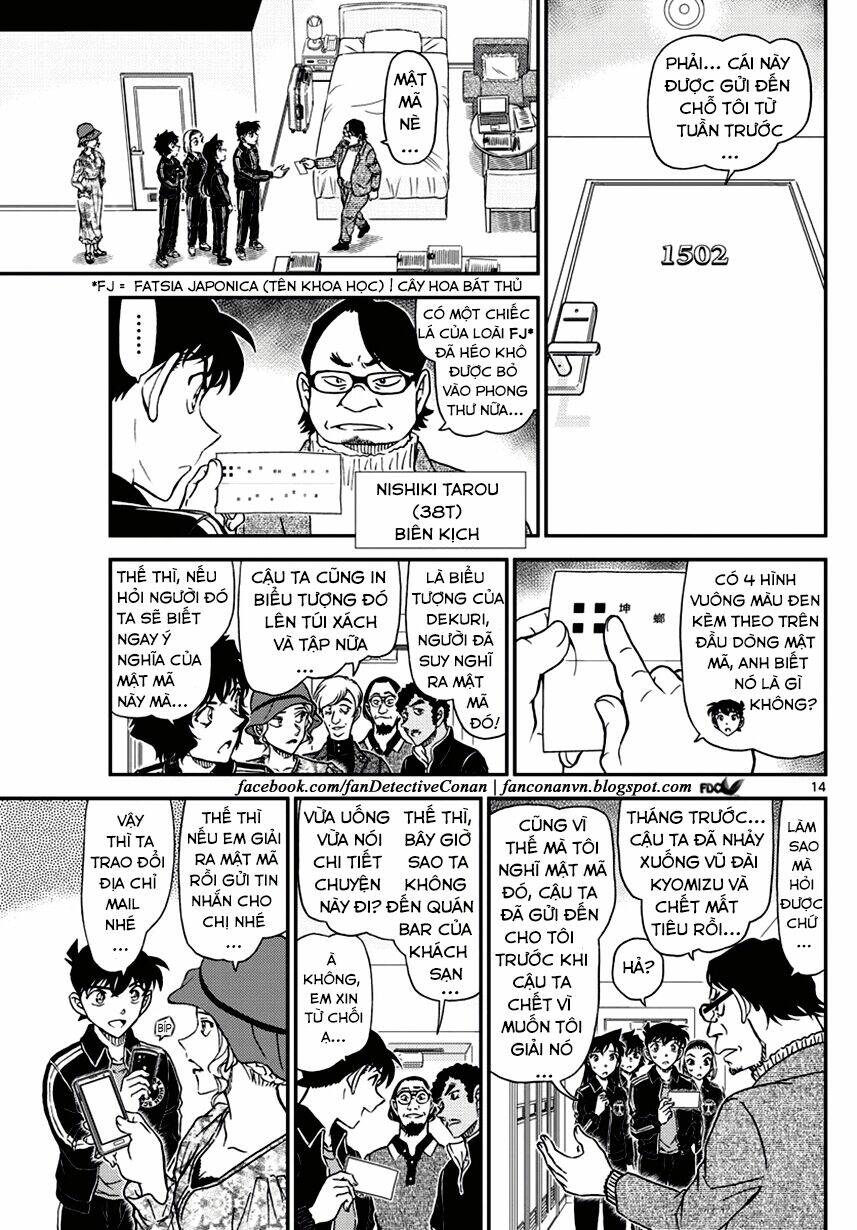 PHẢI... CÁI NÀY
ĐƯỢC GỬI ĐẾN
CHỖ TÔI TỪ
TUẦN TRƯỚC
...
1502
MẬT
MÃ
NÈ
...
*FJ = FATSIA JAPONICA (TÊN KHOA HỌC) | CÂY HOA BÁT THỦ
CÓ MỘT CHIẾC
LÁ CỦA LOÀI FJ*
ĐÃ HÉO KHÔ
ĐƯỢC BỎ
VÀO PHONG
THƯ NỮA...
......
NISHIKI TAROU
(38T)
BIÊN KỊCH
CÓ 4 HÌNH
VUÔNG MÀU ĐEN
KÈM THEO TRÊN
ĐẦU DÒNG MẬT
MÃ, ANH BIẾT
NÓ LÀ GÌ
KHÔNG?
坤 螂
LÀ BIỂU
TƯỢNG CỦA
DEKURI,
NGƯỜI ĐÃ
SUY NGHĨ
RA MẬT
MÃ
ĐÓ!
CẬU TA CŨNG IN
BIỂU TƯỢNG ĐÓ
LÊN TÚI XÁCH
VÀ TẬP NỮA
...
THẾ THÌ, NẾU
HỎI NGƯỜI ĐÓ
TA SẼ BIẾT
NGAY Ý
NGHĨA CỦA
MẬT MÃ
NÀY MÀ...
facebook.com/fanDetectiveConan | fanconanvn.blogspot.com FDC
14
LÀM
SAO
MÀ
HỎI
ĐƯỢC
CHỨ
...
THÁNG TRƯỚC...
CẬU TA ĐÃ NHẢY
XUỐNG VŨ ĐÀI
KYOMIZU VÀ
CHẾT MẤT
TIÊU RỒI...
HẢ?
CŨNG VÌ
THẾ MÀ TÔI
NGHĨ MẬT MÃ
ĐÓ, CẬU TA
ĐÃ GỬI ĐẾN
CHO TÔI
TRƯỚC KHI
CẬU TA
CHẾT VÌ
MUỐN TÔI
GIẢI NÓ
...
THẾ THÌ,
BÂY GIỜ
SAO TA
KHÔNG
ĐẾN QUÁN
BAR CỦA
KHÁCH
SẠN
...
VỪA UỐNG
VỪA NÓI
CHI TIẾT
CHUYỆN
NÀY ĐI?
À
KHÔNG,
EM XIN
TỪ CHỐI
Ạ...
THẾ THÌ
NẾU EM GIẢI
RA MẬT MÃ
RỒI GỬI TIN
NHẮN CHO
CHỊ NHÉ
...
VẬY
THÌ TA
TRAO ĐỔI
ĐỊA CHỈ
MAIL
NHÉ
...
BÍP